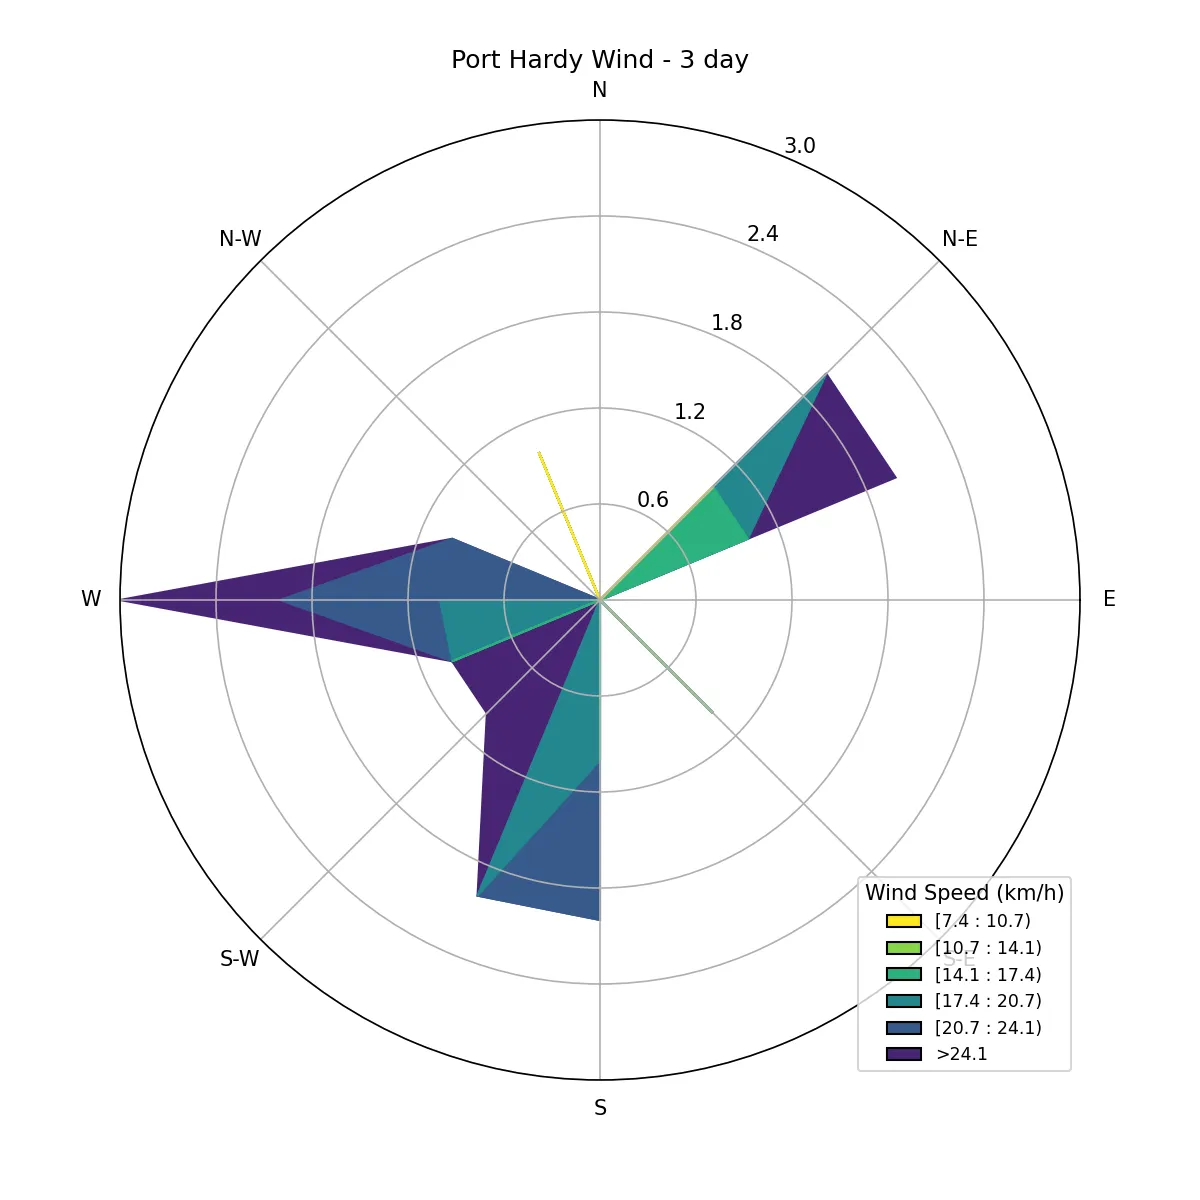 Port Hardy Wind - 3 day
N
3.0
N-W
N-E
2.4
1.8
1.2
0.6
W
E
S-W
S-E
S
Wind Speed (km/h)
[7.4 : 10.7)
[10.7 : 14.1)
[14.1 : 17.4)
[17.4 : 20.7)
[20.7 : 24.1)
>24.1